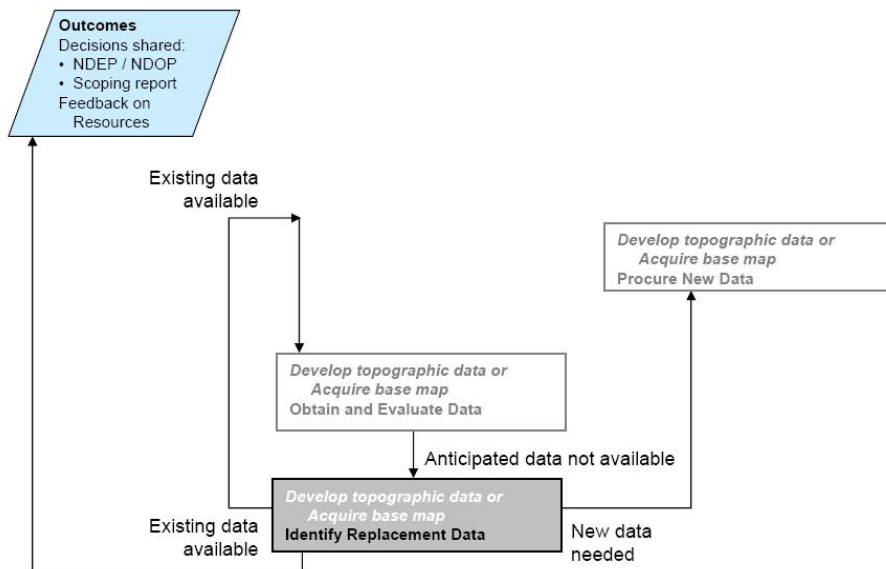 Outcomes
Decisions shared:
• NDEP / NDOP
• Scoping report
Feedback on
Resources
Existing data
available
Develop topographic data or
Acquire base map
Procure New Data
Develop topographic data or
Acquire base map
Obtain and Evaluate Data
Anticipated data not available
Develop topographic data or
Acquire base map
Identify Replacement Data
Existing data
available
New data
needed